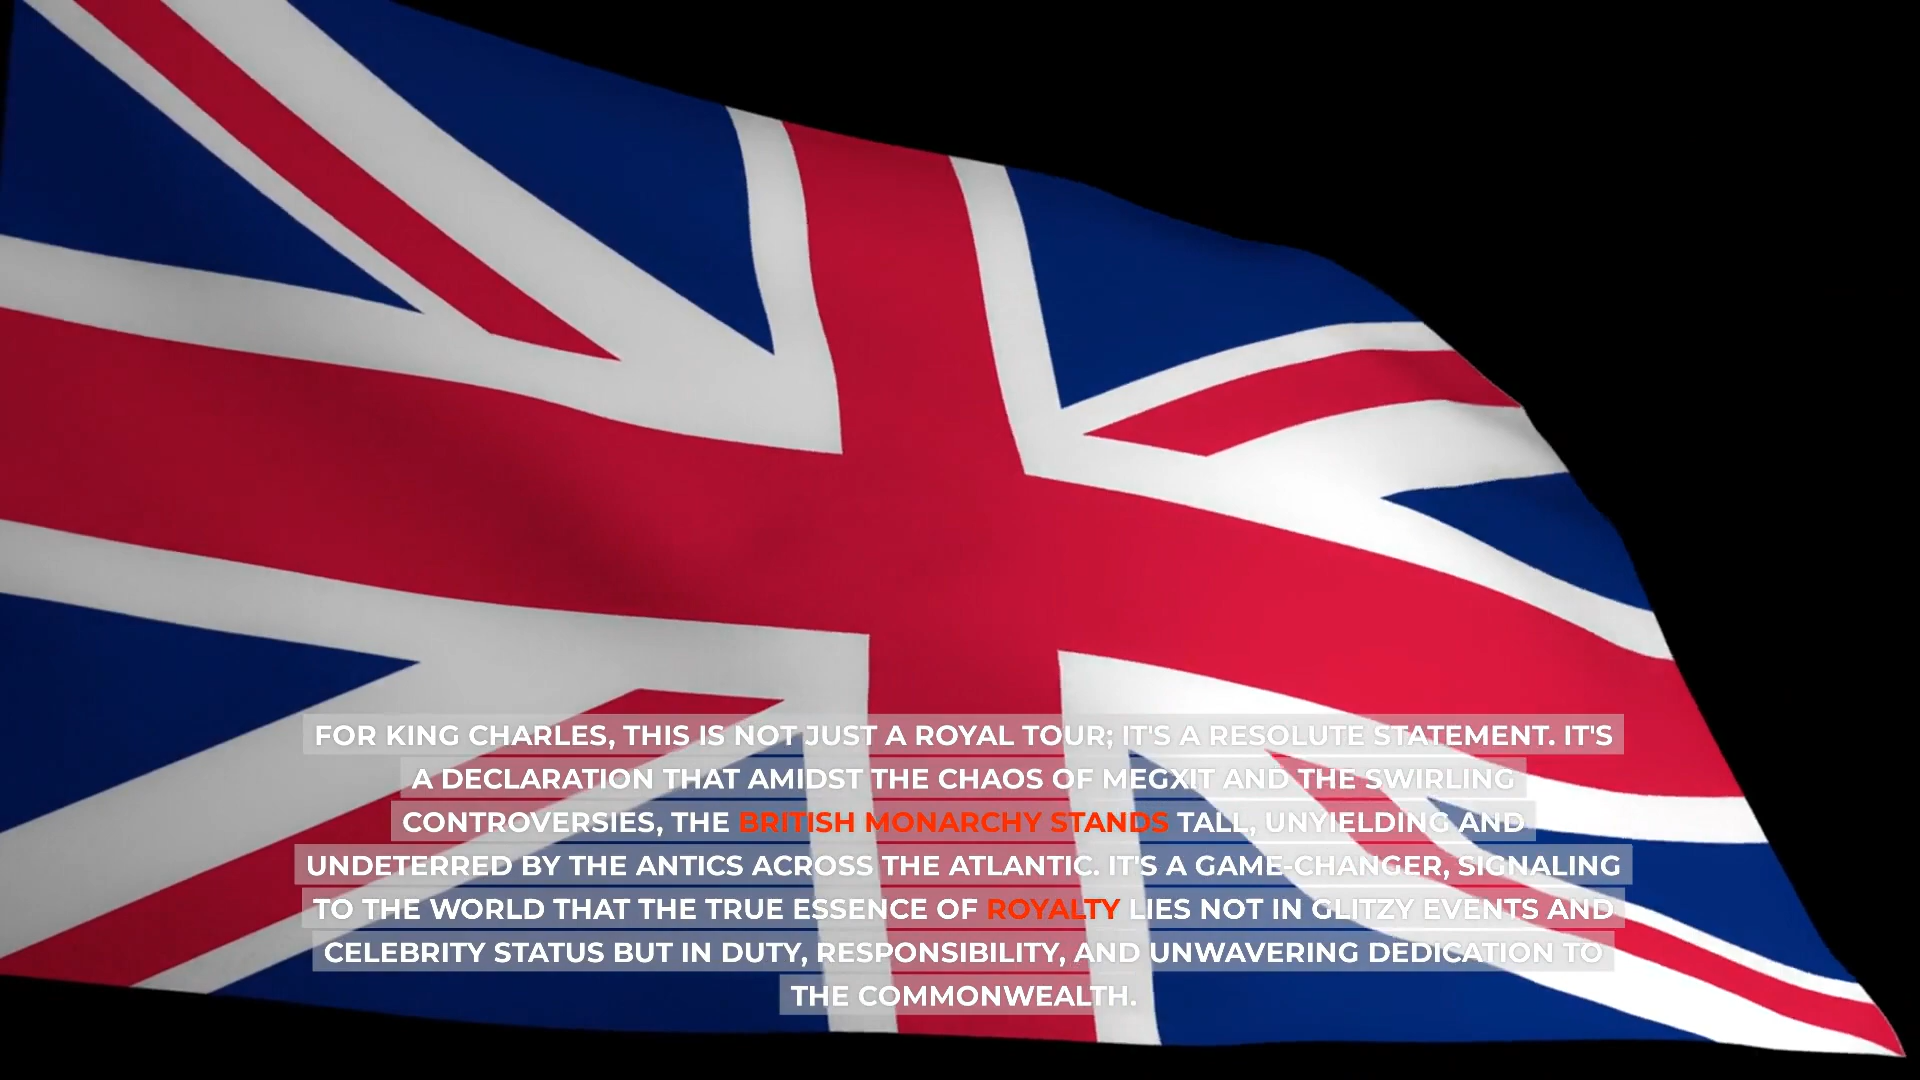 FOR KING CHARLES, THIS IS NOT JUST A ROYAL TOUR; IT'S A RESOLUTE STATEMENT. IT'S
A DECLARATION THAT AMIDST THE CHAOS OF MEGXIT AND THE SWIRLING
CONTROVERSIES, THE BRITISH MONARCHY STANDS TALL, UNYIELDING AND
UNDETERRED BY THE ANTICS ACROSS THE ATLANTIC. IT'S A GAME-CHANGER, SIGNALING
TO THE WORLD THAT THE TRUE ESSENCE OF ROYALTY LIES NOT IN GLITZY EVENTS AND
CELEBRITY STATUS BUT IN DUTY, RESPONSIBILITY, AND UNWAVERING DEDICATION TO
THE COMMONWEALTH.